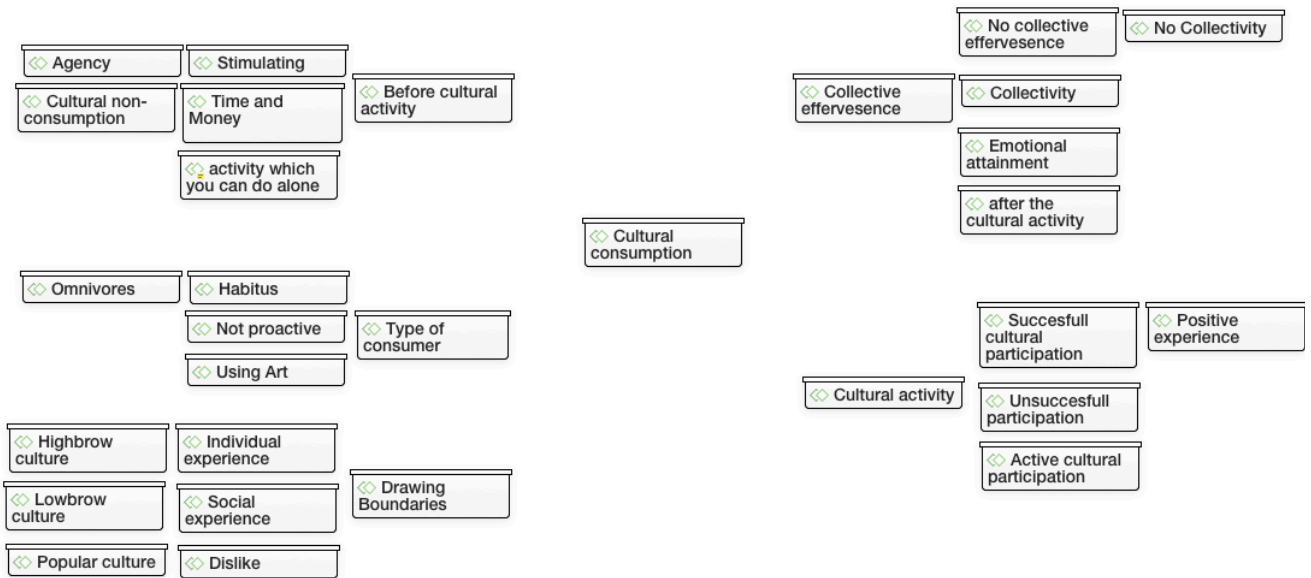 No collective
effervesence
No Collectivity
Agency
Stimulating
Before cultural
activity
Collective
effervesence
Collectivity
Cultural non-
consumption
Time and
Money
Emotional
attainment
activity which
you can do alone
after the
cultural activity
Cultural
consumption
Omnivores
Habitus
Not proactive
Type of
consumer
Using Art
Succesfull
cultural
participation
Positive
experience
Cultural activity
Unsuccesfull
participation
Active cultural
participation
Highbrow
culture
Individual
experience
Drawing
Boundaries
Lowbrow
culture
Social
experience
Popular culture
Dislike